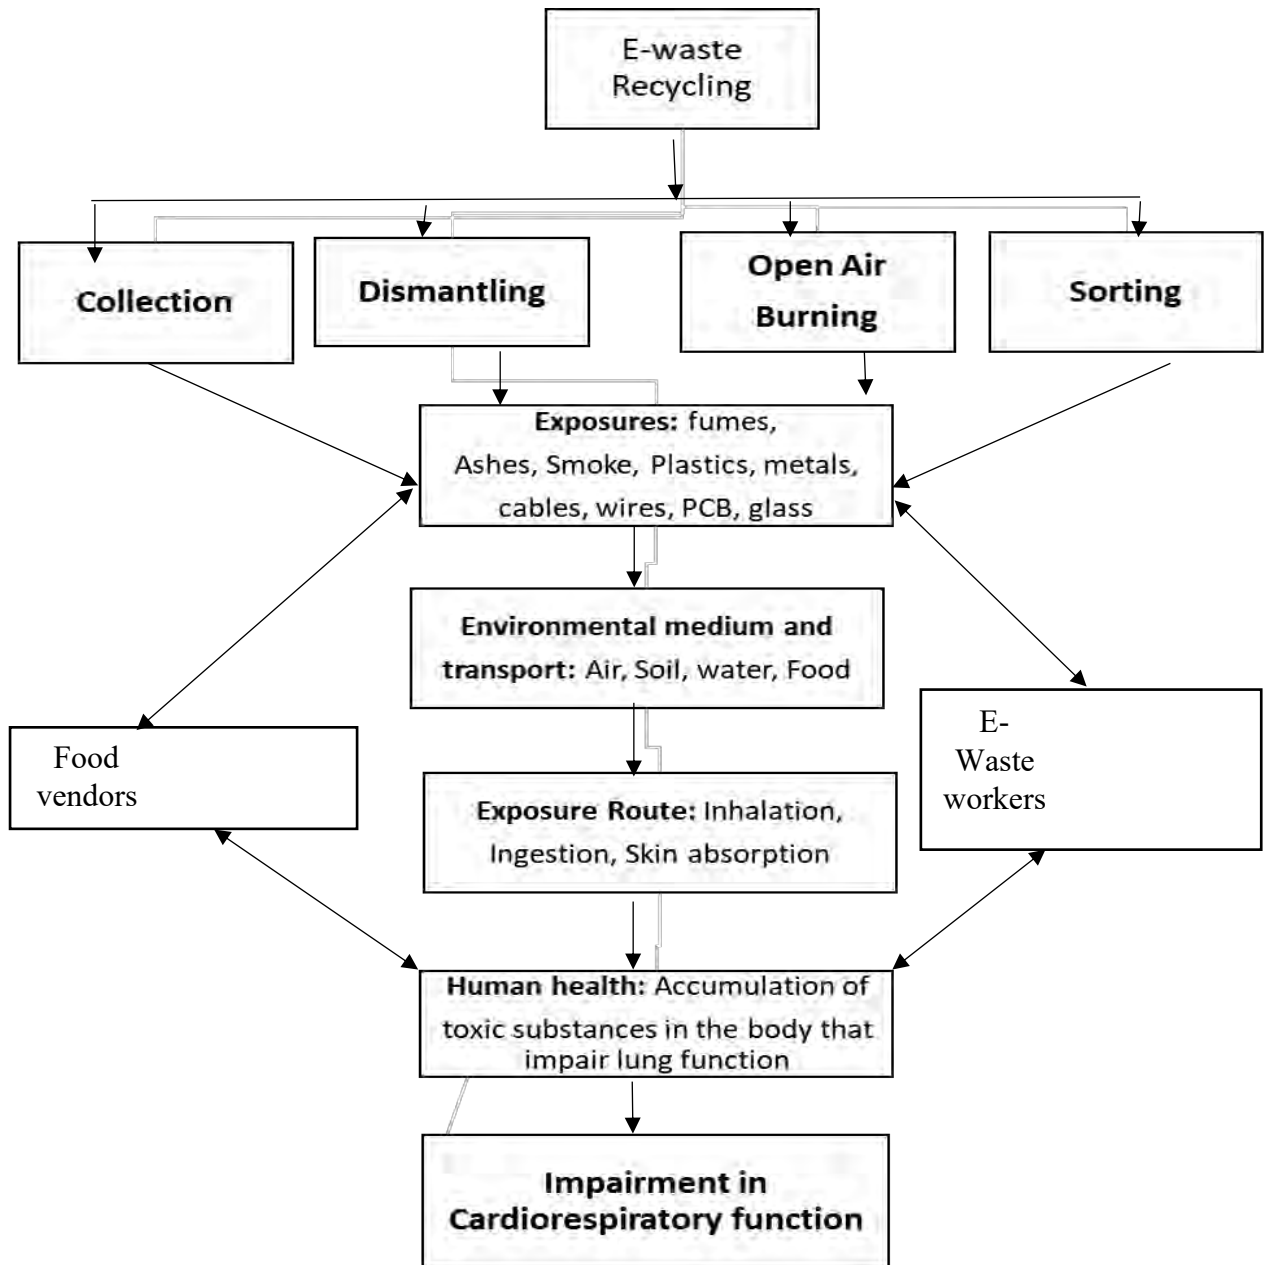 E-waste
Recycling
Collection
Dismantling
Open Air
Burning
Sorting
Exposures: fumes,
Ashes, Smoke, Plastics, metals,
cables, wires, PCB, glass
Environmental medium and
transport: Air, Soil, water, Food
Food
vendors
E-
Waste
workers
Exposure Route: Inhalation,
Ingestion, Skin absorption
Human health: Accumulation of
toxic substances in the body that
impair lung function
Impairment in
Cardiorespiratory function